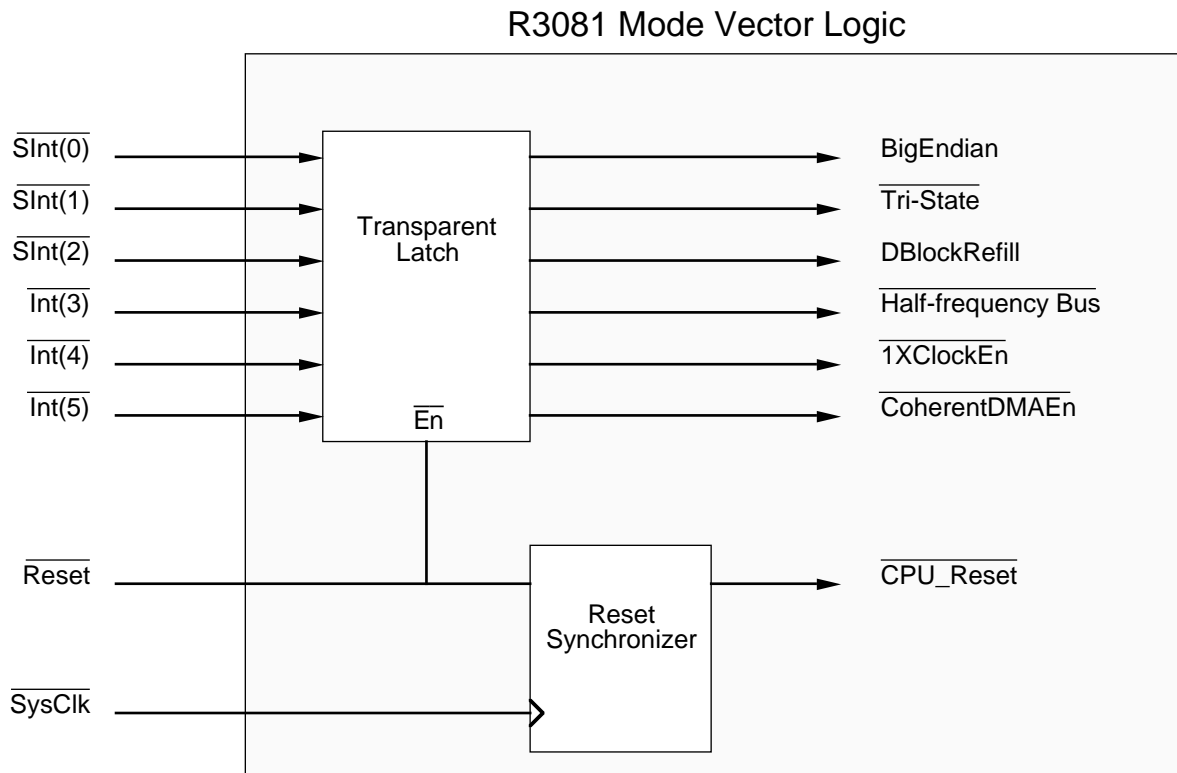 R3081 Mode Vector Logic
SInt(0)
BigEndian
SInt(1)
Tri-State
Transparent
Latch
SInt(2)
DBlockRefill
Int(3)
Half-frequency Bus
Int(4)
1XClockEn
Int(5)
En
CoherentDMAEn
Reset
CPU_Reset
Reset
Synchronizer
SysClk